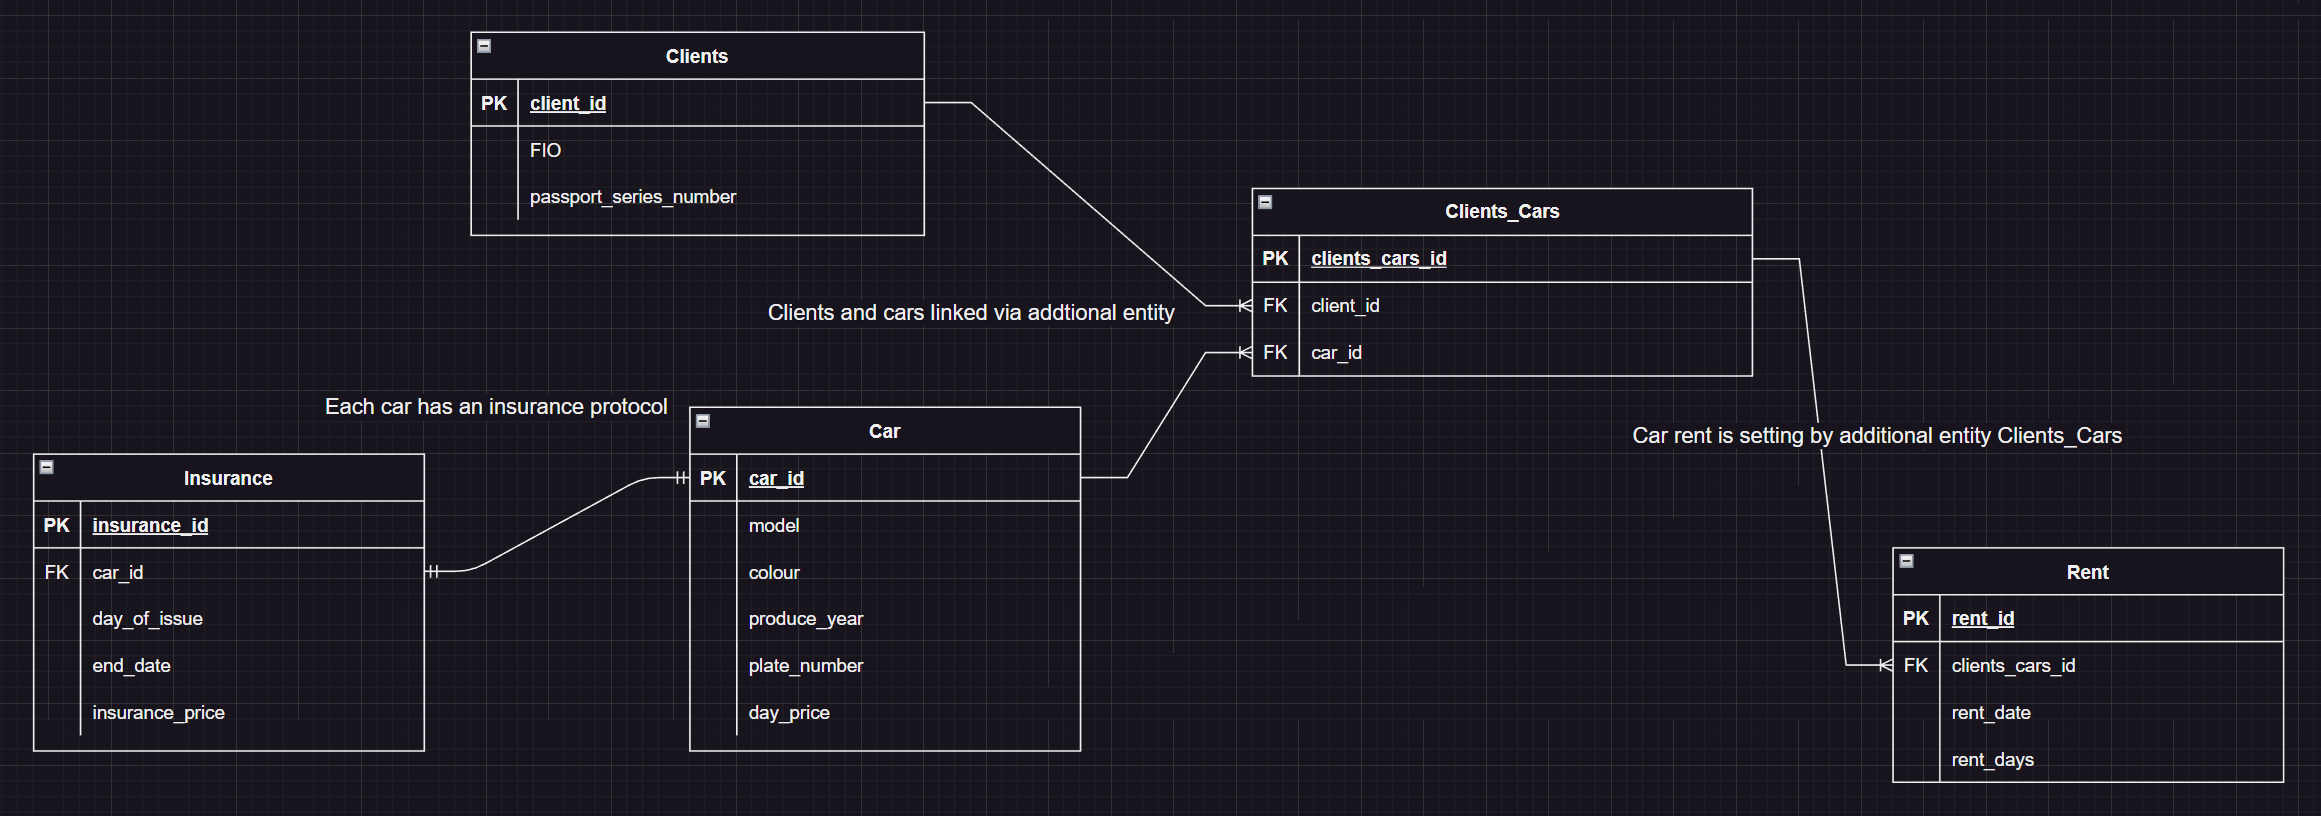 Clients
PK client_id
FIO
passport_series_number
Clients_Cars
PK clients_cars_id
FK client_id
FK car_id
Clients and cars linked via addtional entity
Each car has an insurance protocol
Car
PK car_id
model
colour
produce_year
plate_number
day_price
Insurance
PK insurance_id
FK car_id
day_of_issue
end_date
insurance_price
Car rent is setting by additional entity Clients_Cars
Rent
PK rent_id
FK clients_cars_id
rent_date
rent_days